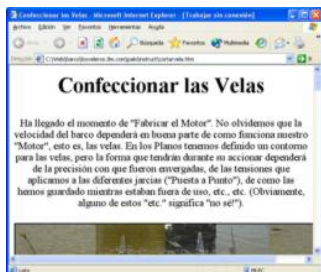 Confeccionar las Velas - Microsoft Internet Explorer - [Trabajar sin conexión]
Archivo Edición Ver Favoritos Herramientas Ayuda
Búsqueda Favoritos Multimedia
Confeccionar las Velas
Ha llegado el momento de "Fabricar el Motor". No olvidemos que la
velocidad del barco dependerá en buena parte de como funciona nuestro
"Motor", esto es, las velas. En los Planos tenemos definido un contorno
para las velas, pero la forma que tendrán durante su accionar dependerá
de la precisión con que fueron envergadas, de las tensiones que
aplicamos a las diferentes jarcias ("Puesta a Punto"), de como las
hemos guardado mientras estaban fuera de uso, etc., etc. (Obviamente,
alguno de estos "etc." significa "no sé!").
Mi PC